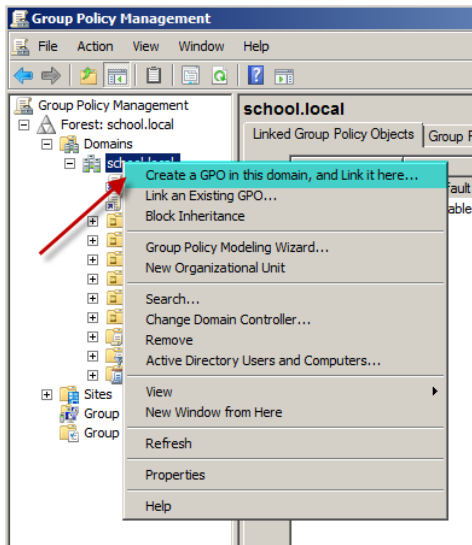 Group Policy Management
File Action View Window Help
Group Policy Management
Forest: school.local
Domains
school.local
Sites
Group
Group
school.local
Linked Group Policy Objects Group
Create a GPO in this domain, and Link it here...
Link an Existing GPO...
Block Inheritance
Group Policy Modeling Wizard...
New Organizational Unit
Search...
Change Domain Controller...
Remove
Active Directory Users and Computers...
View
New Window from Here
Refresh
Properties
Help